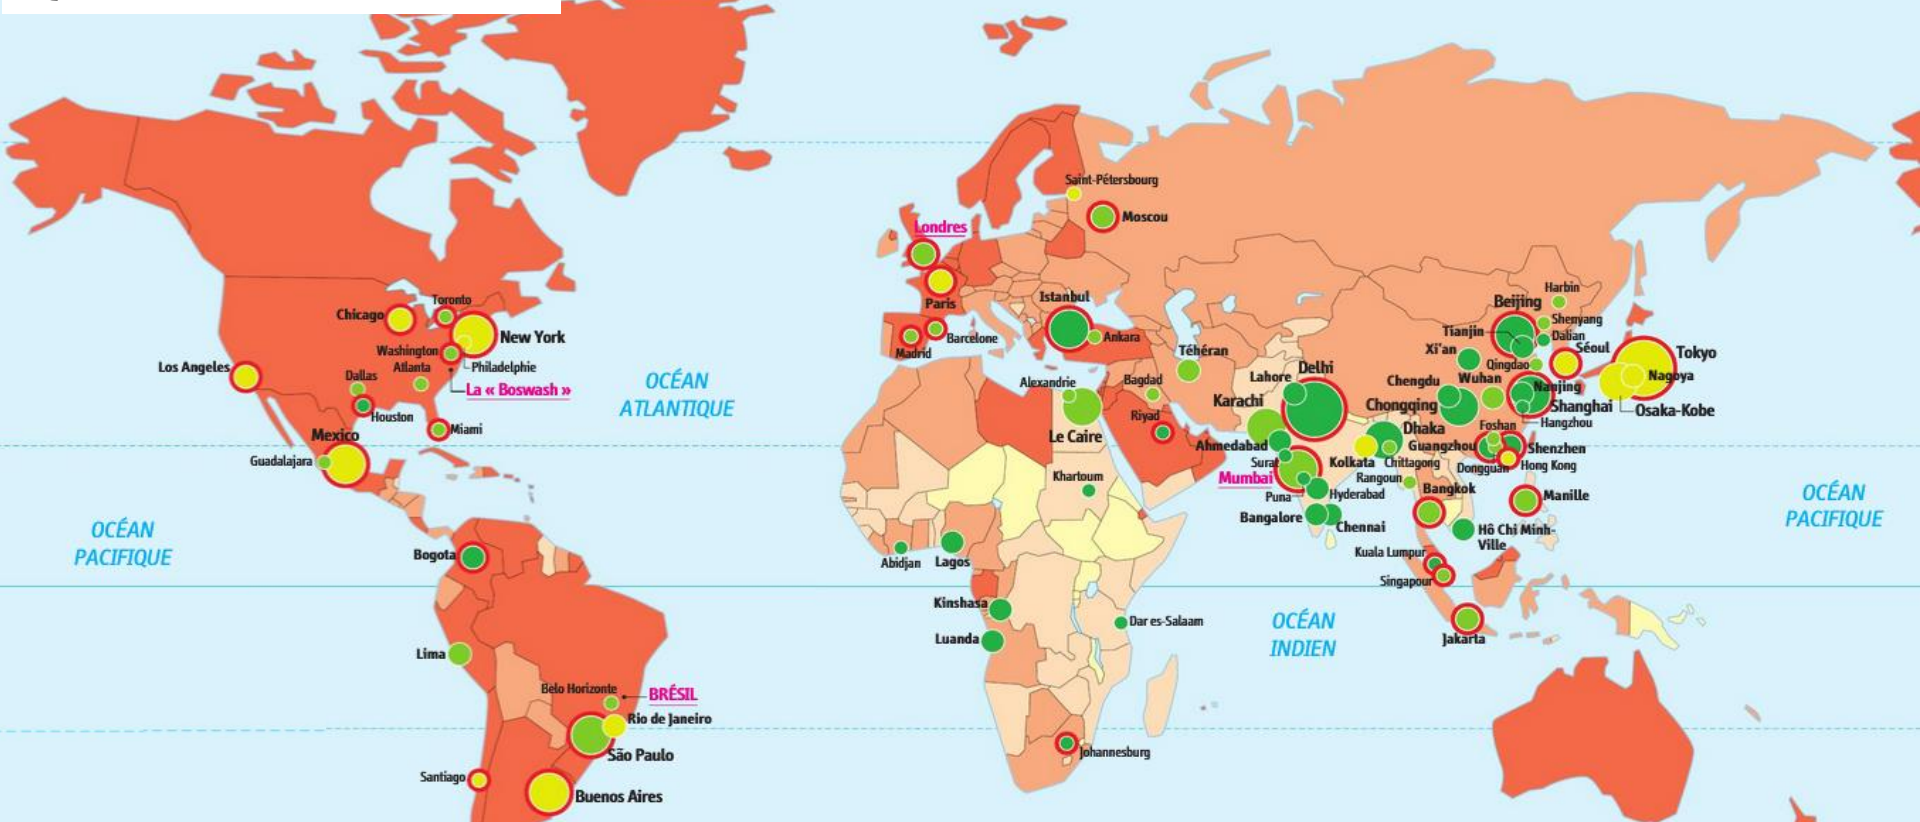 Saint-Pétersbourg
Moscou
Londres
Paris
Istanbul
Barcelone
Madrid
Ankara
Téhéran
Bagdad
Riyad
Alexandrie
Le Caire
Khartoum
Toronto
Chicago
New York
Washington
Philadelphie
Atlanta
Los Angeles
Dallas
La « Boswash »
Houston
Miami
Mexico
Guadalajara
OCÉAN
ATLANTIQUE
OCÉAN
PACIFIQUE
Bogota
Lima
Belo Horizonte
BRÉSIL
Rio de Janeiro
São Paulo
Santiago
Buenos Aires
Abidjan
Lagos
Kinshasa
Luanda
Dar es-Salaam
Johannesburg
OCÉAN
INDIEN
Harbin
Beijing
Shenyang
Tianjin
Dalian
Xi'an
Séoul
Qingdao
Tokyo
Nagoya
Osaka-Kobe
Lahore
Delhi
Karachi
Chengdu
Wuhan
Nanjing
Chongqing
Shanghai
Hangzhou
Dhaka
Foshan
Ahmedabad
Guangzhou
Shenzhen
Surat
Kolkata
Chittagong
Dongguan
Hong Kong
Mumbai
Rangoun
Puna
Hyderabad
Bangkok
Manille
Bangalore
Chennai
Hô Chi Minh-
Ville
Kuala Lumpur
Singapour
Jakarta
OCÉAN
PACIFIQUE